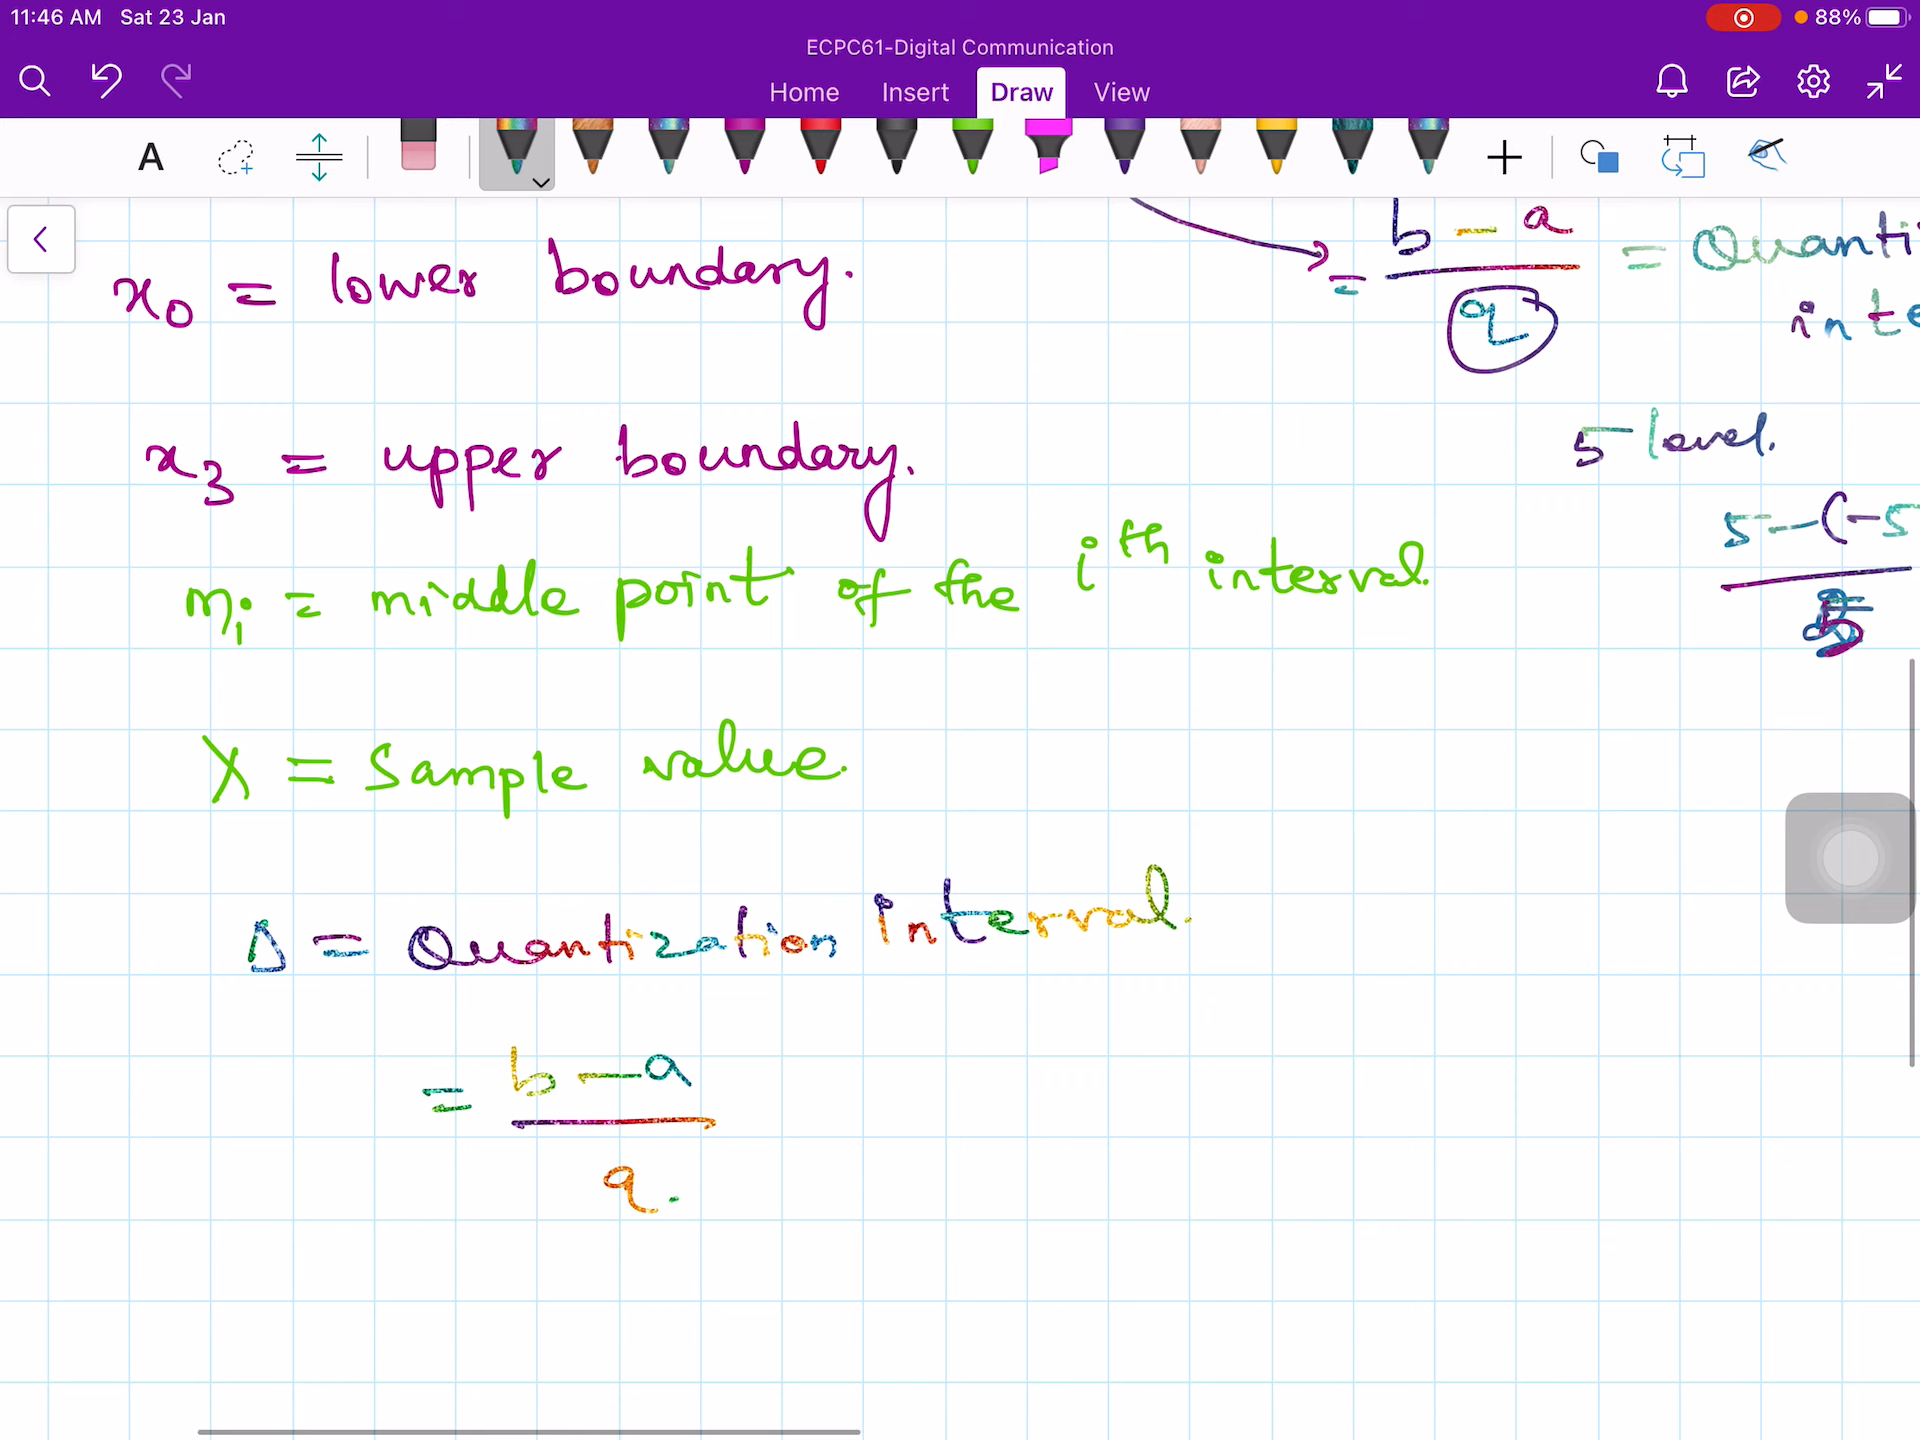 11:46 AM Sat 23 Jan 88%
ECPC61-Digital Communication
Home Insert Draw View
A
b - a
= — = Quanti
q inte
x₀ = lower boundary.
5 level.
x₃ = upper boundary.
5-(-5
—
5
mᵢ = middle point of the iᵗʰ interval.
X = Sample value.
Δ = Quantization interval.
= b - a
—
q.